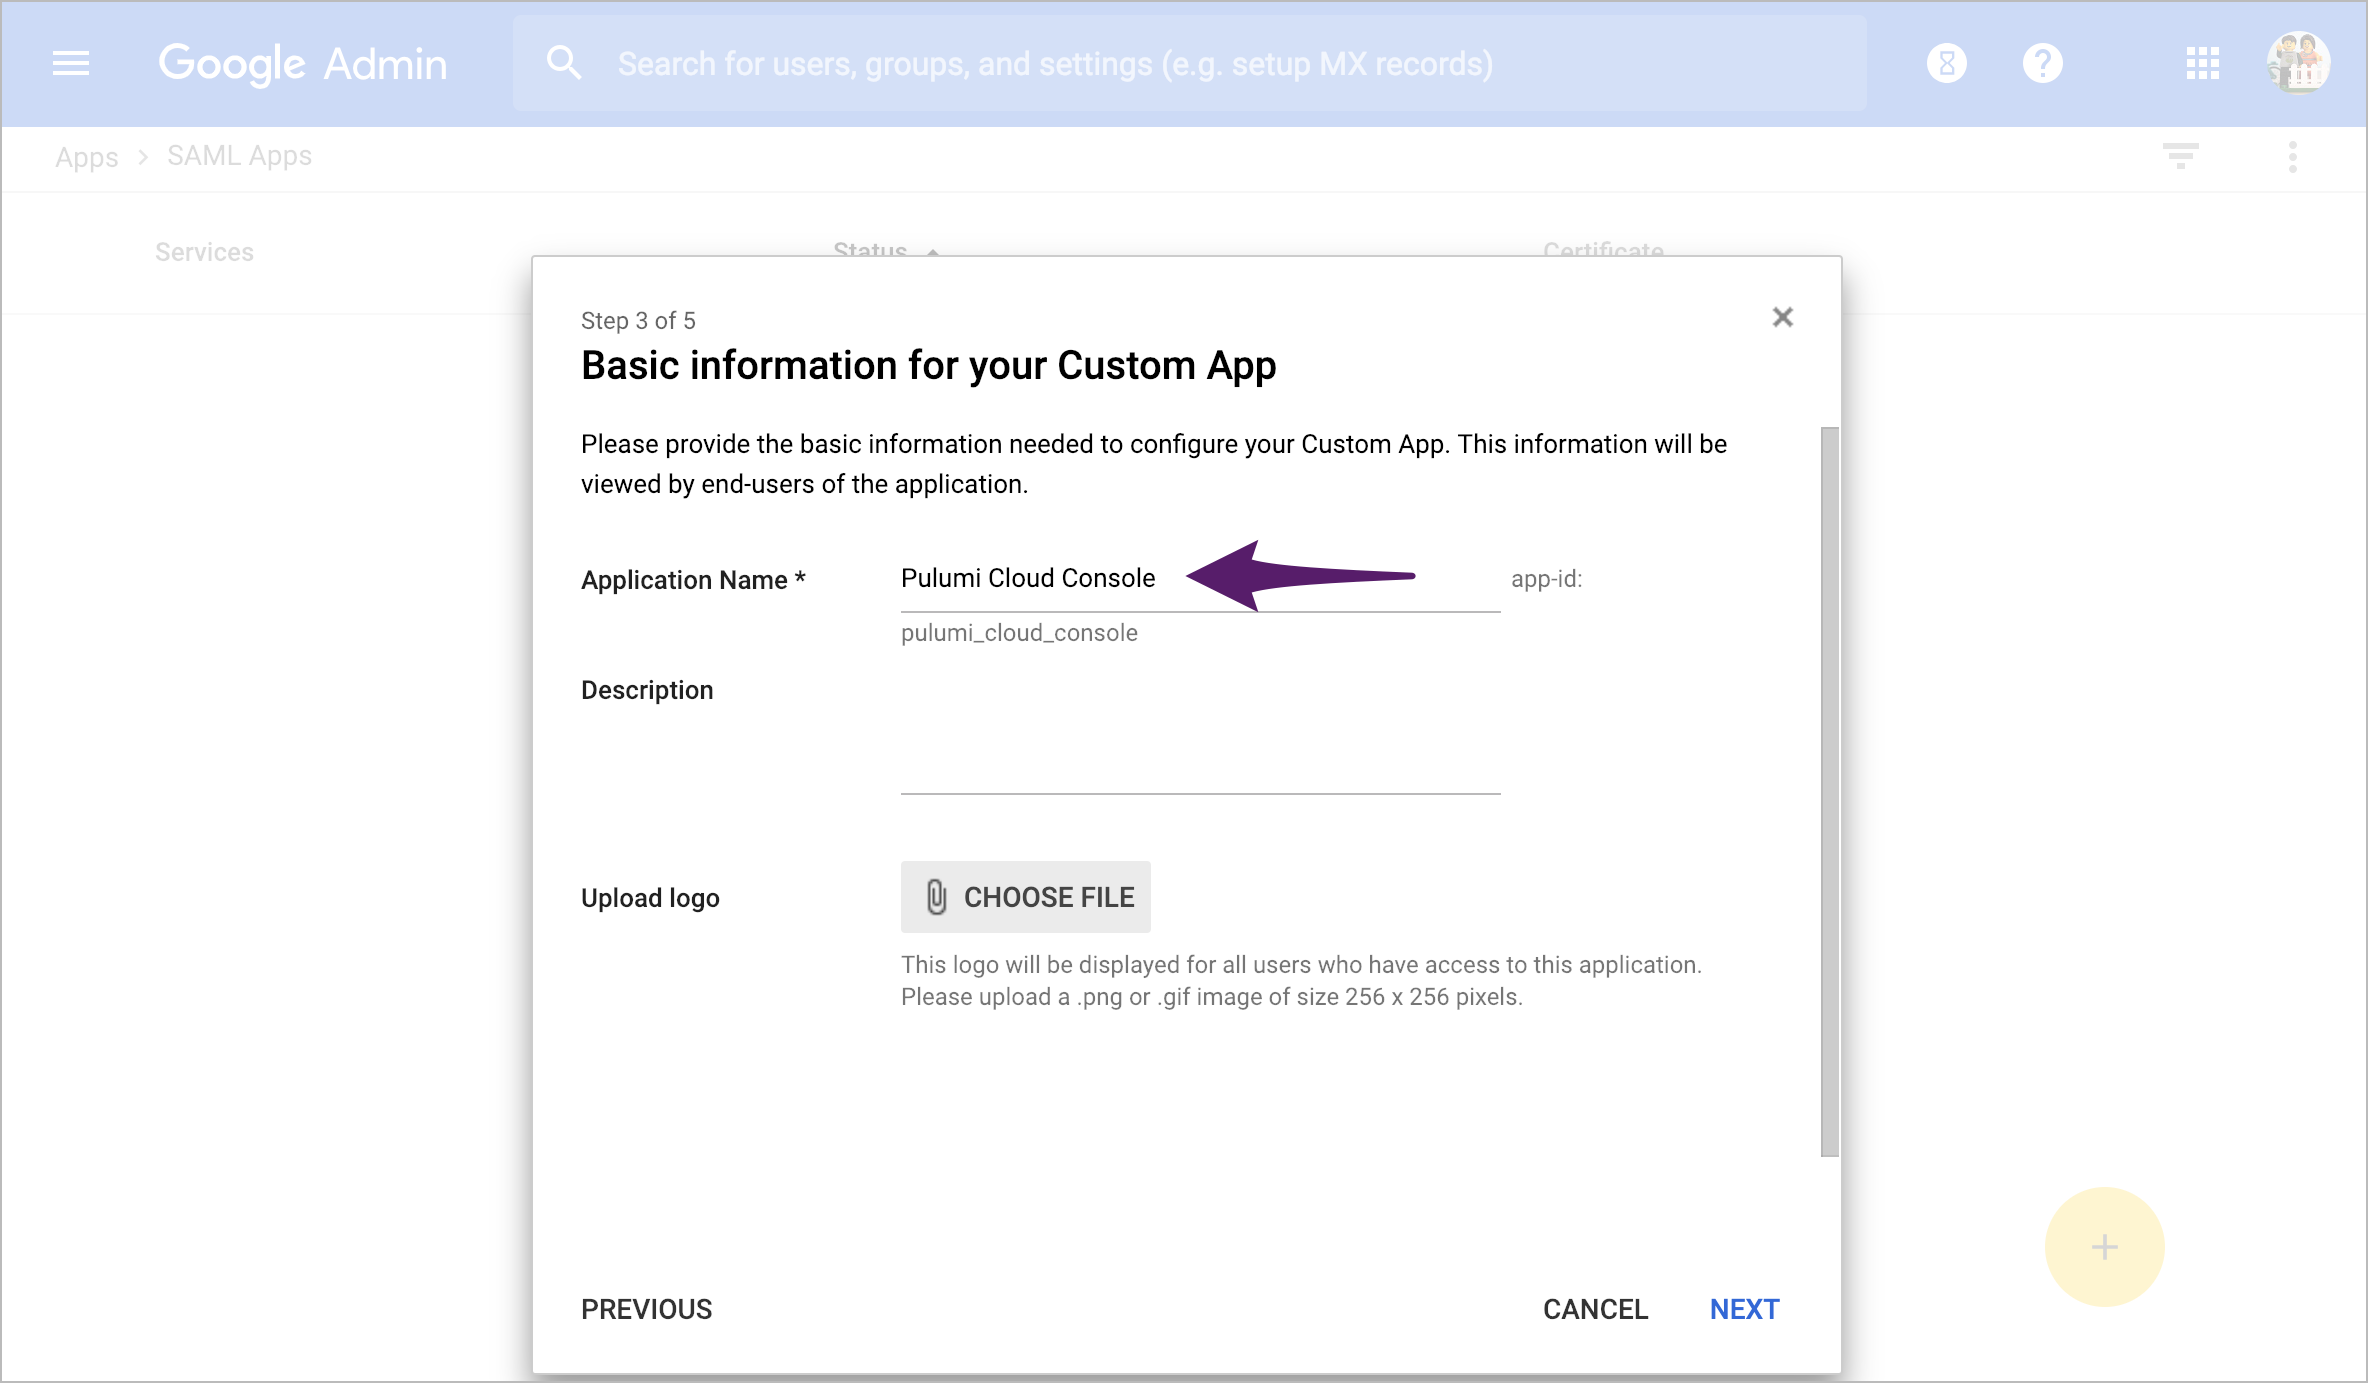 Google Admin
Search for users, groups, and settings (e.g. setup MX records)
Apps > SAML Apps
Services
Status
Certificate
Step 3 of 5
Basic information for your Custom App
Please provide the basic information needed to configure your Custom App. This information will be
viewed by end-users of the application.
Application Name *
Pulumi Cloud Console
app-id:
pulumi_cloud_console
Description
Upload logo
CHOOSE FILE
This logo will be displayed for all users who have access to this application.
Please upload a .png or .gif image of size 256 x 256 pixels.
PREVIOUS
CANCEL
NEXT